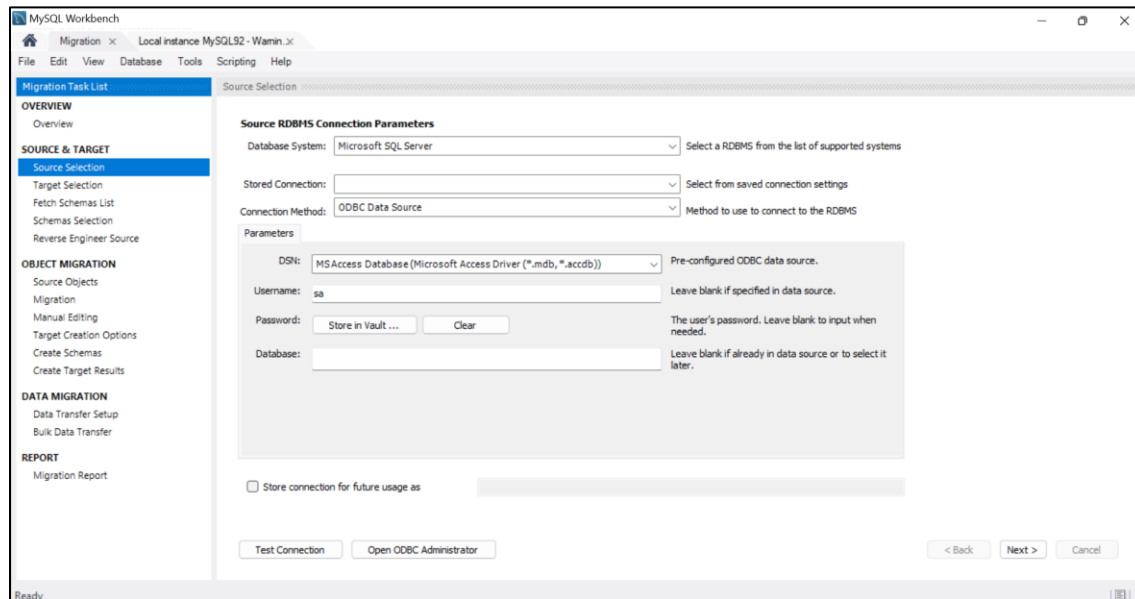 MySQL Workbench
Migration × Local instance MySQL92 - Warnin...×
File Edit View Database Tools Scripting Help
Migration Task List
OVERVIEW
Overview
SOURCE & TARGET
Source Selection
Target Selection
Fetch Schemas List
Schemas Selection
Reverse Engineer Source
OBJECT MIGRATION
Source Objects
Migration
Manual Editing
Target Creation Options
Create Schemas
Create Target Results
DATA MIGRATION
Data Transfer Setup
Bulk Data Transfer
REPORT
Migration Report
Source Selection
Source RDBMS Connection Parameters
Database System: Microsoft SQL Server Select a RDBMS from the list of supported systems
Stored Connection: Select from saved connection settings
Connection Method: ODBC Data Source Method to use to connect to the RDBMS
Parameters
DSN: MS Access Database (Microsoft Access Driver (*.mdb, *.accdb)) Pre-configured ODBC data source.
Username: sa Leave blank if specified in data source.
Password: Store in Vault ... Clear The user's password. Leave blank to input when
needed.
Database: Leave blank if already in data source or to select it
later.
Store connection for future usage as
Test Connection Open ODBC Administrator < Back Next > Cancel
Ready